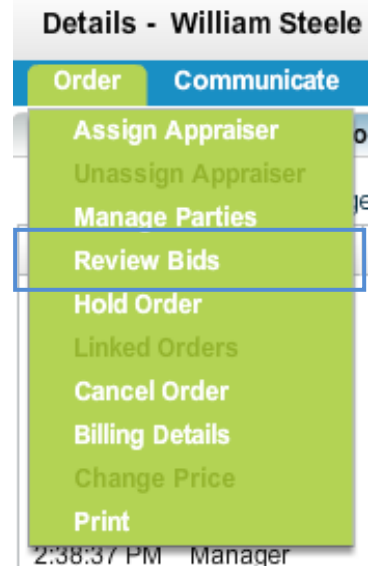 Details - William Steele
Order Communicate
Assign Appraiser
Unassign Appraiser
Manage Parties
Review Bids
Hold Order
Linked Orders
Cancel Order
Billing Details
Change Price
Print
2:38:37 PM Manager